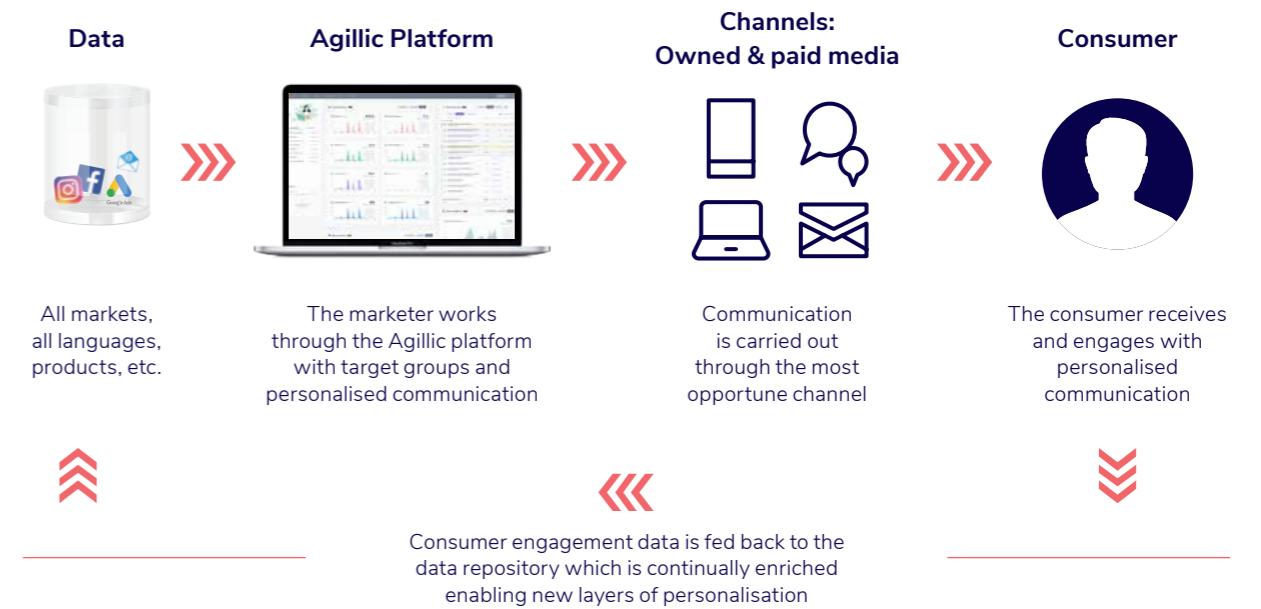 Data
Agillic Platform
Channels:
Owned & paid media
Consumer
Google Ads
All markets,
all languages,
products, etc.
The marketer works
through the Agillic platform
with target groups and
personalised communication
Communication
is carried out
through the most
opportune channel
The consumer receives
and engages with
personalised
communication
Consumer engagement data is fed back to the
data repository which is continually enriched
enabling new layers of personalisation